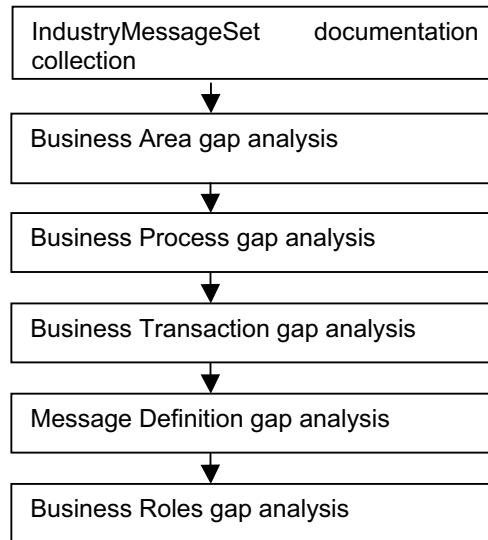 IndustryMessageSet documentation
collection
Business Area gap analysis
Business Process gap analysis
Business Transaction gap analysis
Message Definition gap analysis
Business Roles gap analysis